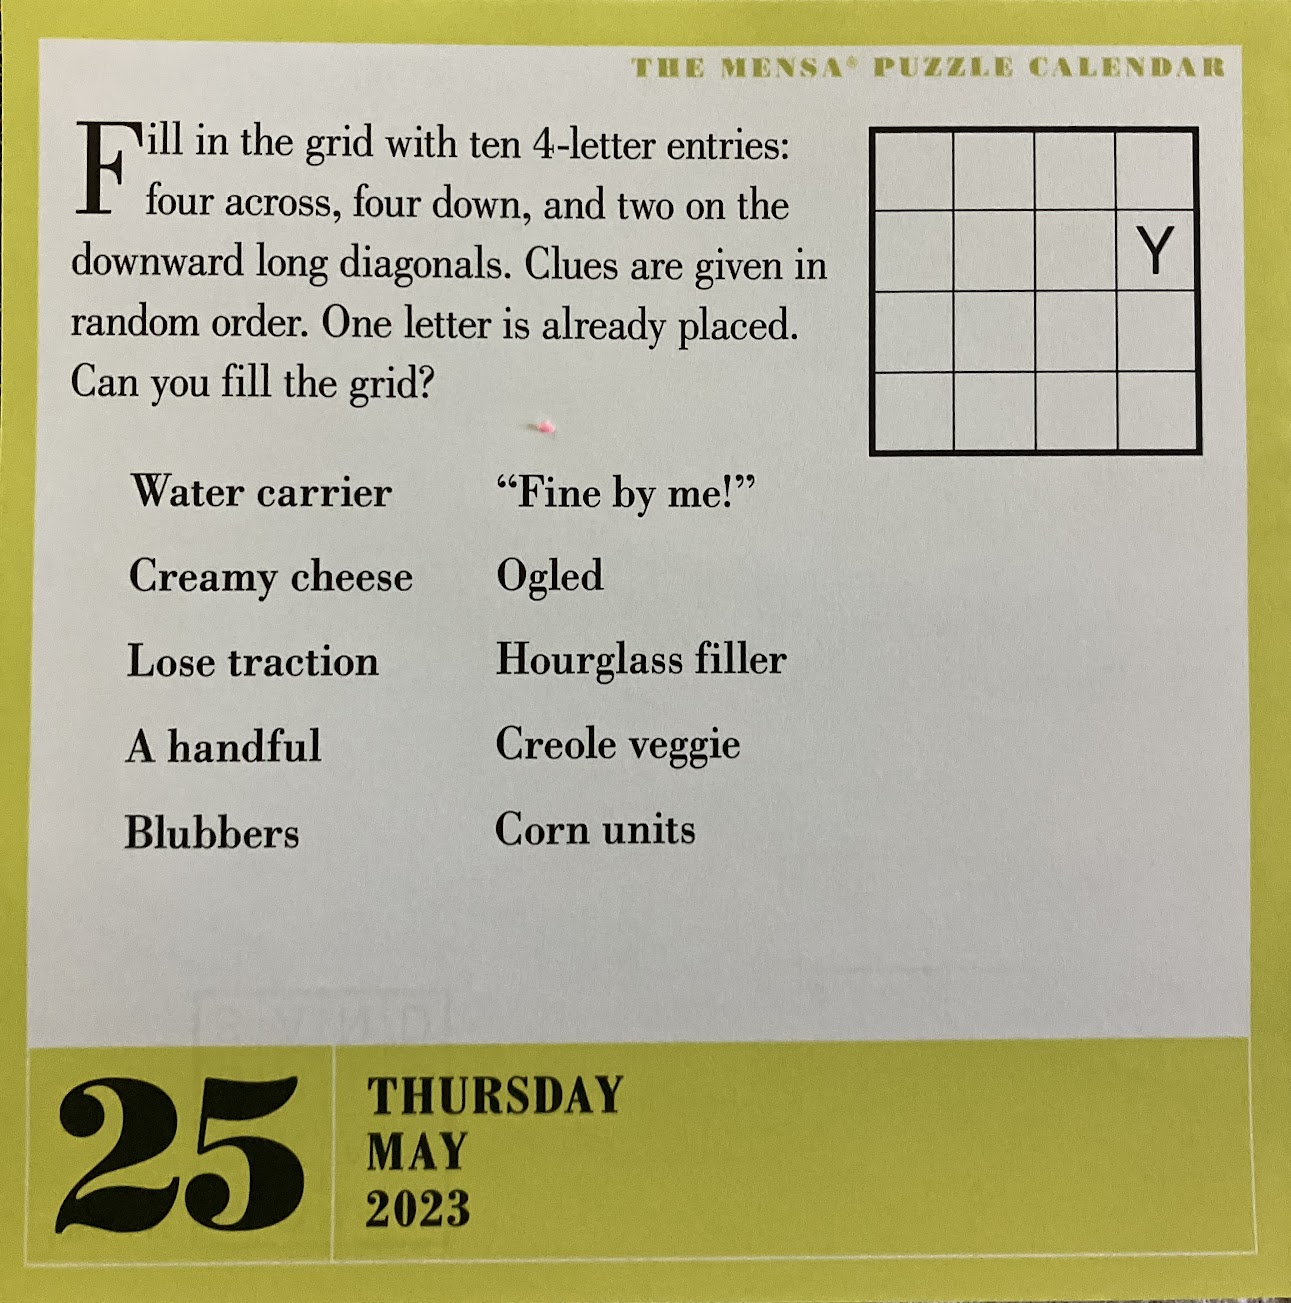 THE MENSA® PUZZLE CALENDAR
Fill in the grid with ten 4-letter entries:
four across, four down, and two on the
downward long diagonals. Clues are given in
random order. One letter is already placed.
Can you fill the grid?
Y
Water carrier
Creamy cheese
Lose traction
A handful
Blubbers
“Fine by me!”
Ogled
Hourglass filler
Creole veggie
Corn units
25
THURSDAY
MAY
2023